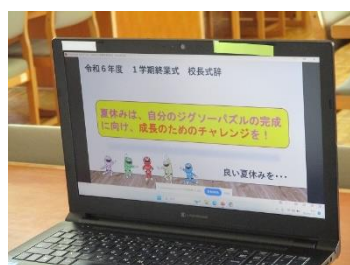 令和６年度　１学期終業式　校長式辞
夏休みは、自分のジグソーパズルの完成
に向け、成長のためのチャレンジを！
良い夏休みを・・・